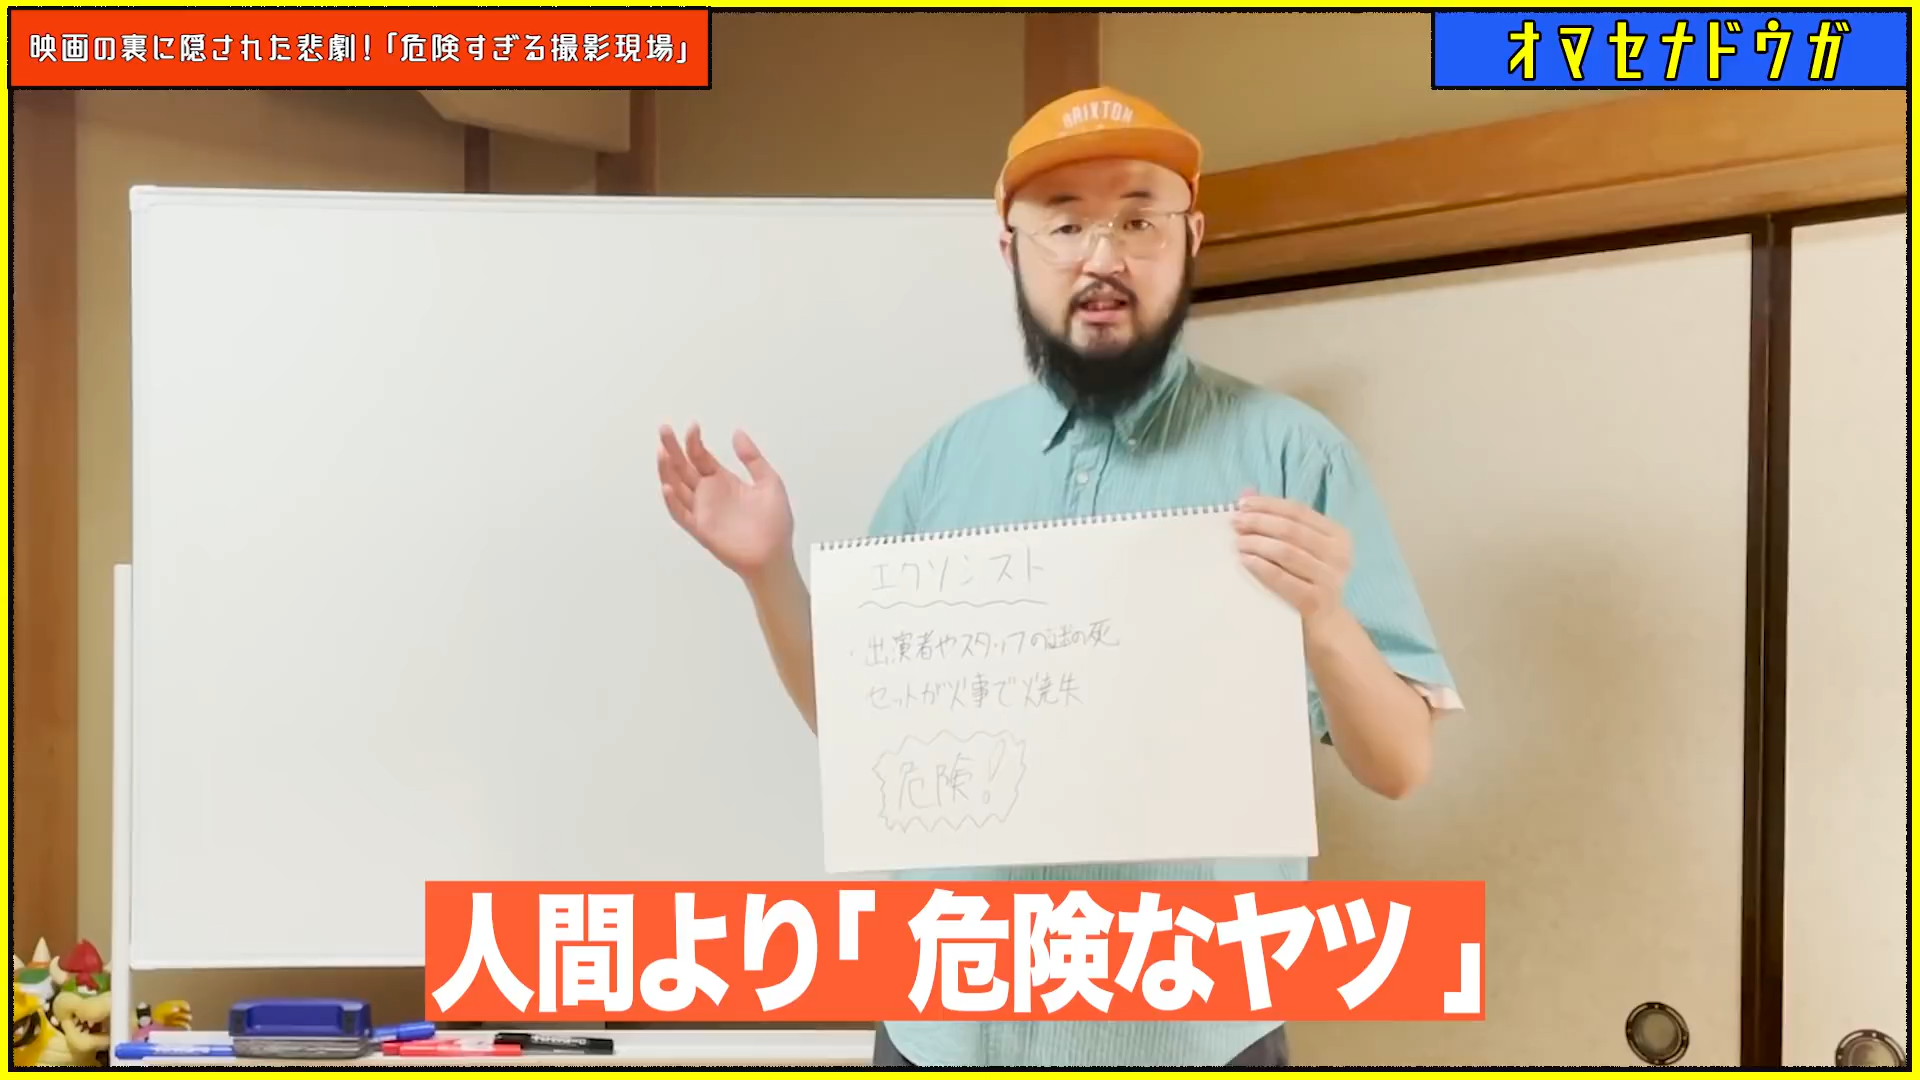 映画の裏に隠された悲劇！「危険すぎる撮影現場」
オマセナドウガ
BRIXTON
エクソシスト
・出演者やスタッフの謎の死
セットが火事で焼失
危険！
人間より「危険なヤツ」